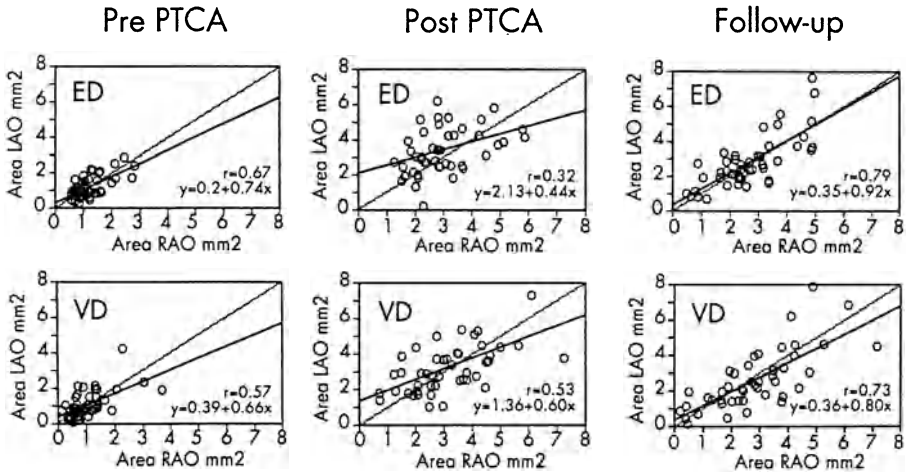 Pre PTCA
Post PTCA
Follow-up
Area LAO mm2
8
6
4
2
0
ED
r=0.67
y=0.2+0.74x
0 1 2 3 4 5 6 7 8
Area RAO mm2
Area LAO mm2
8
6
4
2
0
ED
r=0.32
y=2.13+0.44x
0 1 2 3 4 5 6 7 8
Area RAO mm2
Area LAO mm2
8
6
4
2
0
ED
r=0.79
y=0.35+0.92x
0 1 2 3 4 5 6 7 8
Area RAO mm2
Area LAO mm2
8
6
4
2
0
VD
r=0.57
y=0.39+0.66x
0 1 2 3 4 5 6 7 8
Area RAO mm2
Area LAO mm2
8
6
4
2
0
VD
r=0.53
y=1.36+0.60x
0 1 2 3 4 5 6 7 8
Area RAO mm2
Area LAO mm2
8
6
4
2
0
VD
r=0.73
y=0.36+0.80x
0 1 2 3 4 5 6 7 8
Area RAO mm2